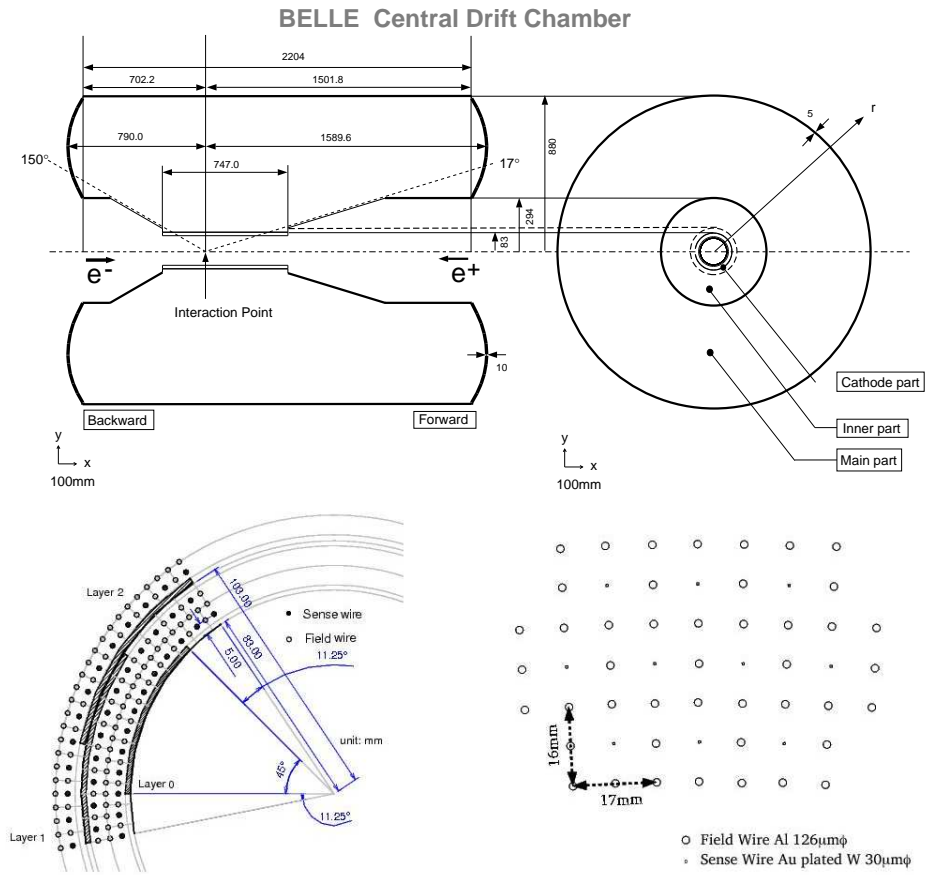 BELLE Central Drift Chamber
2204
702.2
1501.8
790.0
1589.6
747.0
150°
17°
880
294
83
5
r
e-
e+
Interaction Point
10
Backward
Forward
Cathode part
Inner part
Main part
y
x
100mm
y
x
100mm
Layer 2
103.00
Sense wire
Field wire
83.00
5.00
11.25°
unit: mm
45°
Layer 0
11.25°
Layer 1
16mm
17mm
Field Wire Al 126μmϕ
Sense Wire Au plated W 30μmϕ